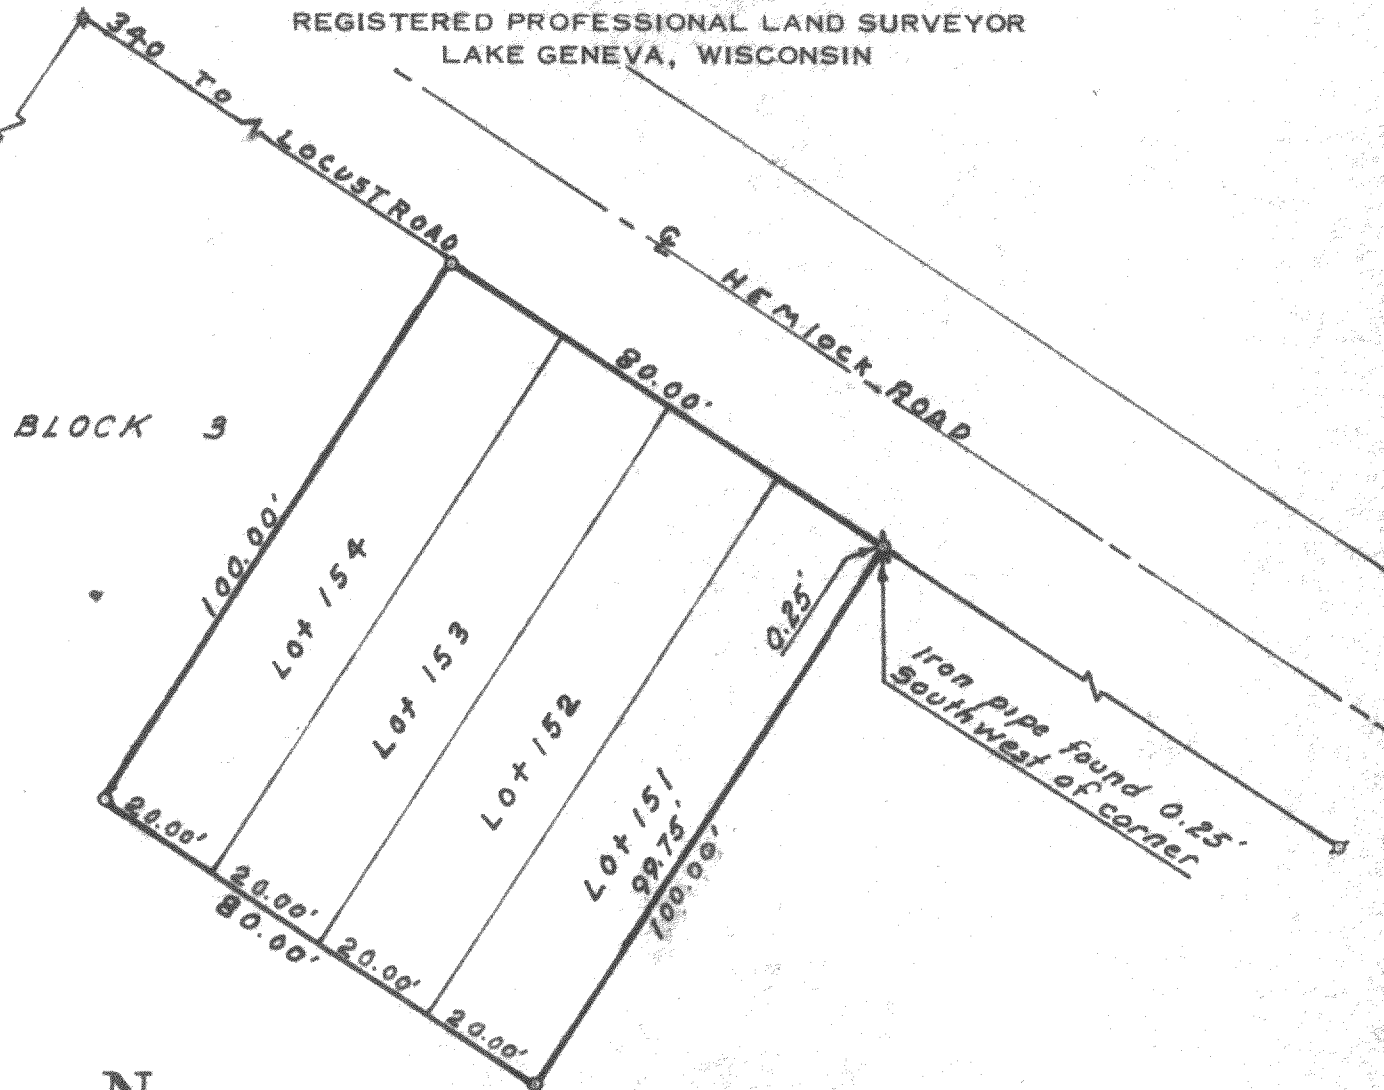 REGISTERED PROFESSIONAL LAND SURVEYOR
LAKE GENEVA, WISCONSIN
340 TO LOCUST ROAD
℄ HEMLOCK ROAD
80.00'
BLOCK 3
100.00'
Lot 154
Lot 153
Lot 152
Lot 151
99.75'
100.00'
0.25'
Iron pipe found 0.25'
Southwest of corner
20.00'
20.00'
80.00'
20.00'
20.00'
N